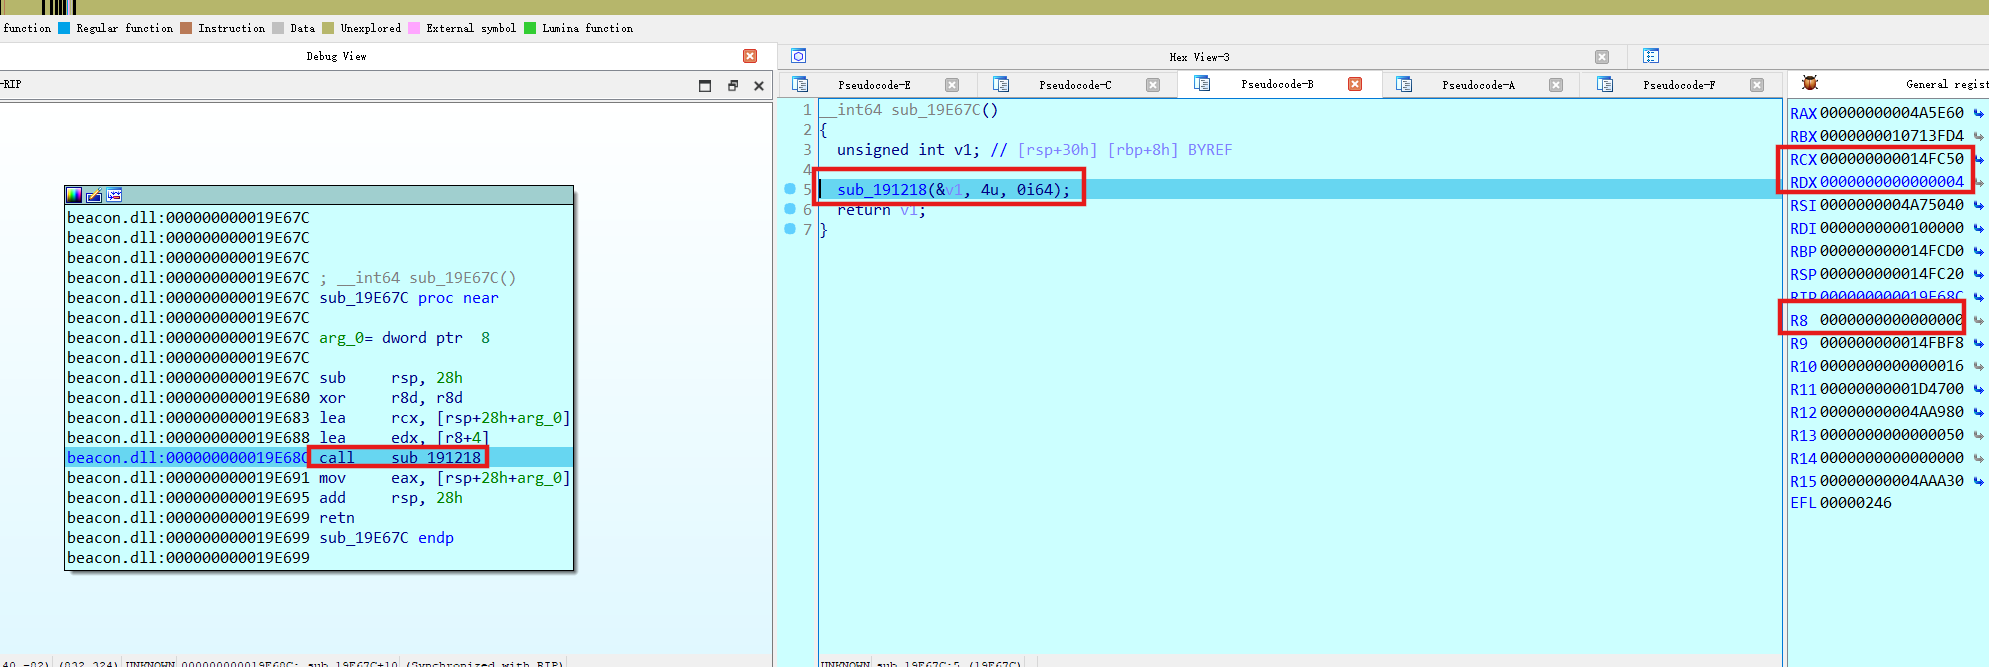 function Regular function Instruction Data Unexplored External symbol Lumina function
Debug View
-RIP
beacon.dll:000000000019E67C
beacon.dll:000000000019E67C
beacon.dll:000000000019E67C
beacon.dll:000000000019E67C ; __int64 sub_19E67C()
beacon.dll:000000000019E67C sub_19E67C proc near
beacon.dll:000000000019E67C
beacon.dll:000000000019E67C arg_0= dword ptr 8
beacon.dll:000000000019E67C
beacon.dll:000000000019E67C sub rsp, 28h
beacon.dll:000000000019E680 xor r8d, r8d
beacon.dll:000000000019E683 lea rcx, [rsp+28h+arg_0]
beacon.dll:000000000019E688 lea edx, [r8+4]
beacon.dll:000000000019E68C call sub_191218
beacon.dll:000000000019E691 mov eax, [rsp+28h+arg_0]
beacon.dll:000000000019E695 add rsp, 28h
beacon.dll:000000000019E699 retn
beacon.dll:000000000019E699 sub_19E67C endp
beacon.dll:000000000019E699
UNKNOWN 000000000019E68C: sub_19E67C+10 (Synchronized with RIP)
Hex View-3
Pseudocode-E Pseudocode-C Pseudocode-B Pseudocode-A Pseudocode-F
1 __int64 sub_19E67C()
2 {
3 unsigned int v1; // [rsp+30h] [rbp+8h] BYREF
4
5 sub_191218(&v1, 4u, 0i64);
6 return v1;
7 }
UNKNOWN sub_19E67C:5 (19E67C)
General regist
RAX 00000000004A5E60
RBX 0000000010713FD4
RCX 000000000014FC50
RDX 0000000000000004
RSI 0000000004A75040
RDI 0000000000100000
RBP 000000000014FCD0
RSP 000000000014FC20
RIP 000000000019E68C
R8 0000000000000000
R9 000000000014FBF8
R10 0000000000000016
R11 00000000001D4700
R12 00000000004AA980
R13 0000000000000050
R14 0000000000000000
R15 00000000004AAA30
EFL 00000246